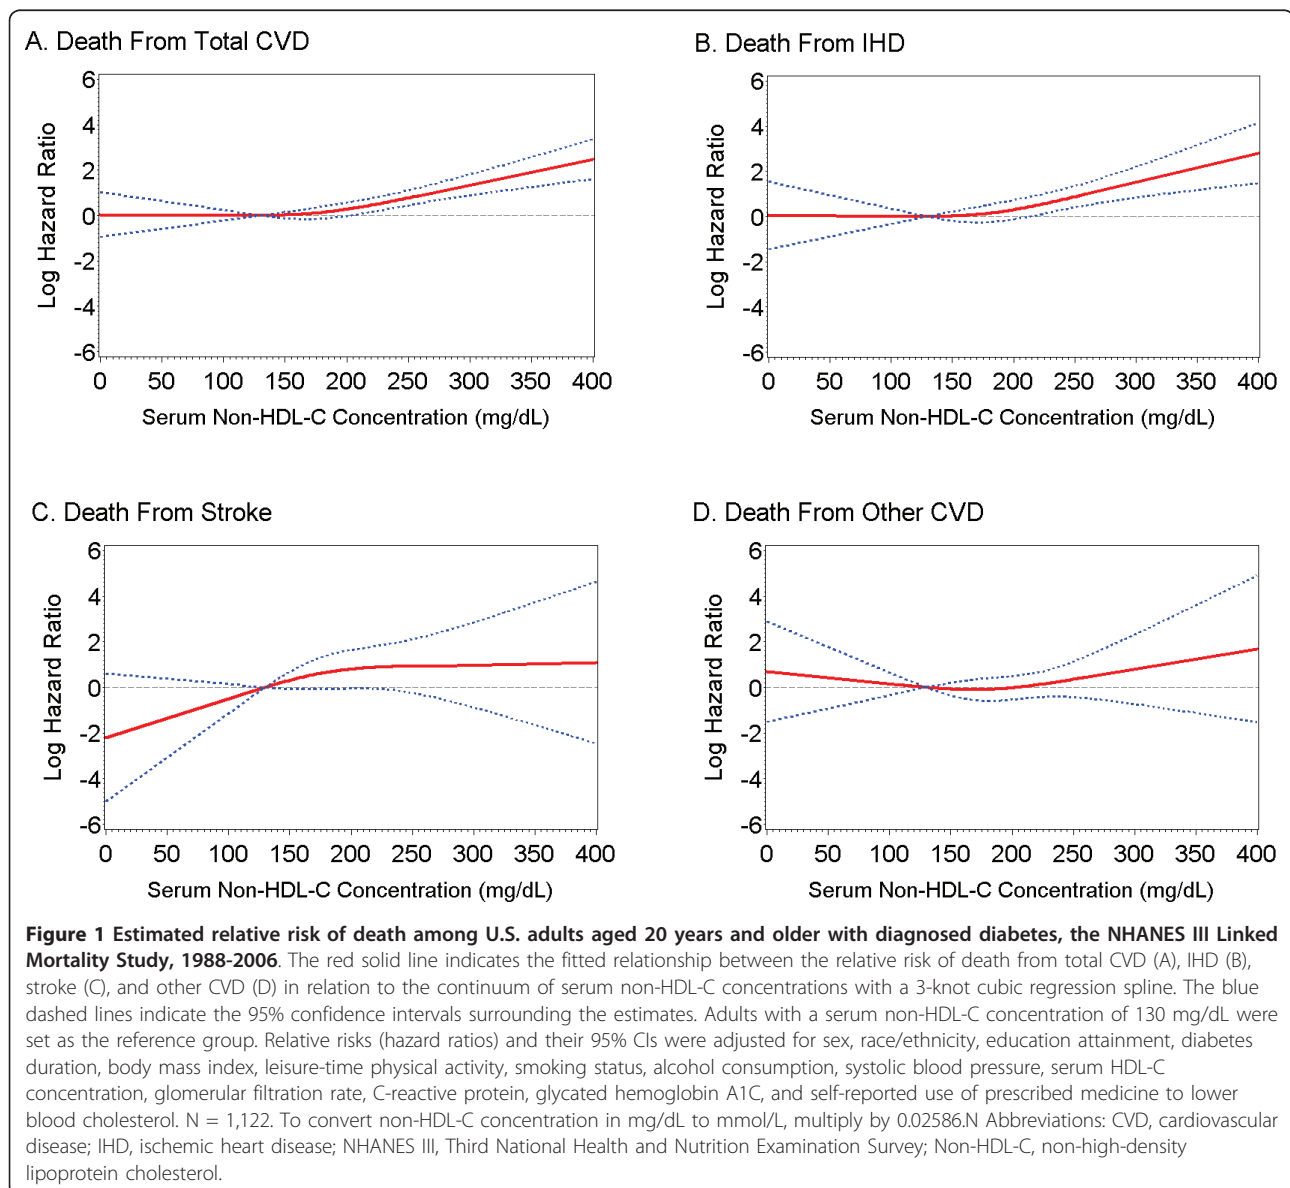 A. Death From Total CVD
6
4
2
0
-2
-4
-6
Log Hazard Ratio
0 50 100 150 200 250 300 350 400
Serum Non-HDL-C Concentration (mg/dL)
B. Death From IHD
6
4
2
0
-2
-4
-6
Log Hazard Ratio
0 50 100 150 200 250 300 350 400
Serum Non-HDL-C Concentration (mg/dL)
C. Death From Stroke
6
4
2
0
-2
-4
-6
Log Hazard Ratio
0 50 100 150 200 250 300 350 400
Serum Non-HDL-C Concentration (mg/dL)
D. Death From Other CVD
6
4
2
0
-2
-4
-6
Log Hazard Ratio
0 50 100 150 200 250 300 350 400
Serum Non-HDL-C Concentration (mg/dL)
Figure 1 Estimated relative risk of death among U.S. adults aged 20 years and older with diagnosed diabetes, the NHANES III Linked
Mortality Study, 1988-2006. The red solid line indicates the fitted relationship between the relative risk of death from total CVD (A), IHD (B),
stroke (C), and other CVD (D) in relation to the continuum of serum non-HDL-C concentrations with a 3-knot cubic regression spline. The blue
dashed lines indicate the 95% confidence intervals surrounding the estimates. Adults with a serum non-HDL-C concentration of 130 mg/dL were
set as the reference group. Relative risks (hazard ratios) and their 95% CIs were adjusted for sex, race/ethnicity, education attainment, diabetes
duration, body mass index, leisure-time physical activity, smoking status, alcohol consumption, systolic blood pressure, serum HDL-C
concentration, glomerular filtration rate, C-reactive protein, glycated hemoglobin A1C, and self-reported use of prescribed medicine to lower
blood cholesterol. N = 1,122. To convert non-HDL-C concentration in mg/dL to mmol/L, multiply by 0.02586.N Abbreviations: CVD, cardiovascular
disease; IHD, ischemic heart disease; NHANES III, Third National Health and Nutrition Examination Survey; Non-HDL-C, non-high-density
lipoprotein cholesterol.